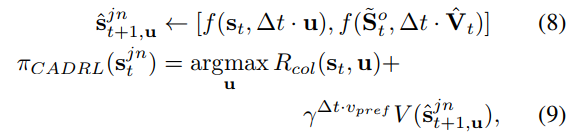 ŝ^{jn}_{t+1,u} ← [f(s_t, Δt · u), f(S̃^o_t, Δt · V̂_t)] (8)
π_{CADRL}(s^{jn}_t) = argmax_u R_{col}(s_t, u)+
γ^{Δt·v_{pref}} V(ŝ^{jn}_{t+1,u}), (9)